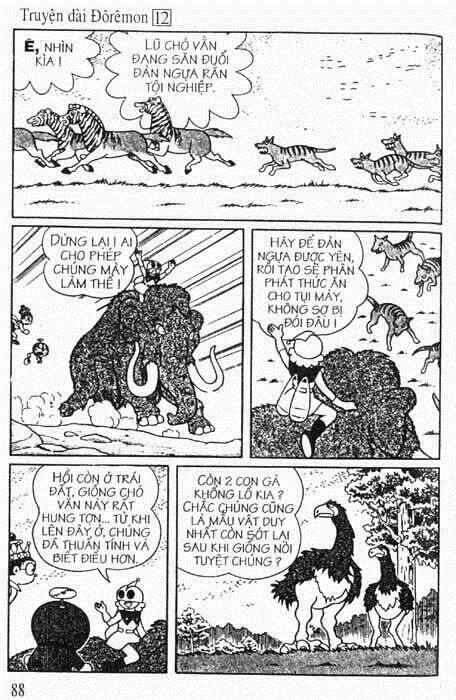 Truyện dài Đôrêmon 12
Ê, NHÌN
KÌA !
LŨ CHÓ VẰN
ĐANG SĂN ĐUỔI
ĐÀN NGỰA RẰN
TỘI NGHIỆP.
DỪNG LẠI ! AI
CHO PHÉP
CHÚNG MÀY
LÀM THẾ !
HÃY ĐỂ ĐÀN
NGỰA ĐƯỢC YÊN,
RỒI TAO SẼ PHÂN
PHÁT THỨC ĂN
CHO TỤI MÀY,
KHÔNG SỢ BỊ
ĐÓI ĐÂU !
HỒI CÒN Ở TRÁI
ĐẤT, GIỐNG CHÓ
VẰN NÀY RẤT
HUNG TỢN... TỪ KHI
LÊN ĐÂY Ở, CHÚNG
ĐÃ THUẦN TÍNH VÀ
BIẾT ĐIỀU HƠN.
CÒN 2 CON GÀ
KHỔNG LỒ KIA ?
CHẮC CHÚNG CŨNG
LÀ MẪU VẬT DUY
NHẤT CÒN SÓT LẠI
SAU KHI GIỐNG NÒI
TUYỆT CHỦNG ?
88